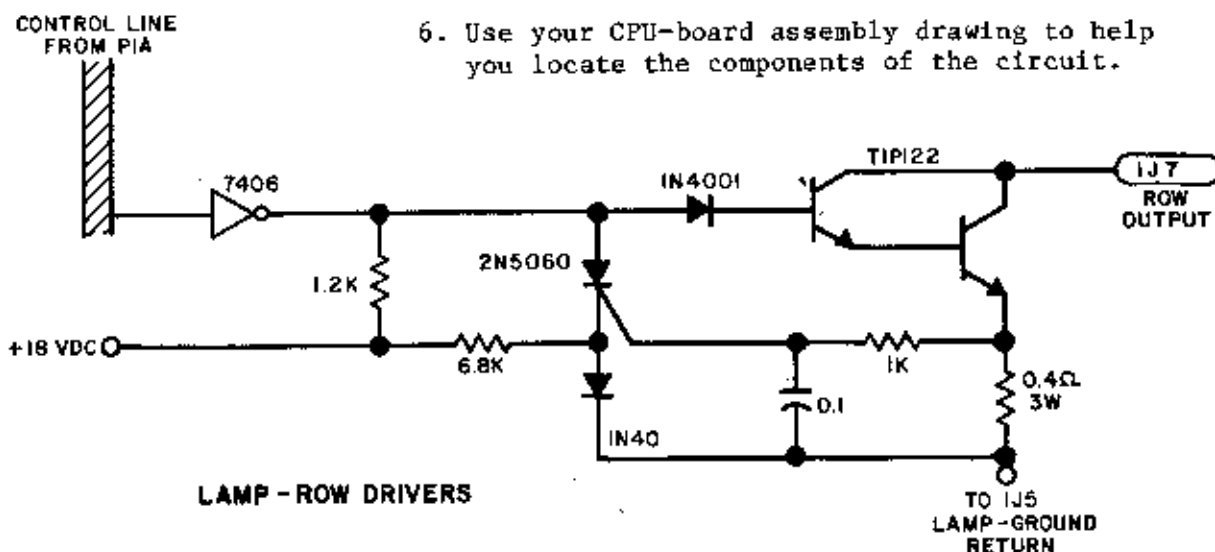 CONTROL LINE
FROM PIA
6. Use your CPU-board assembly drawing to help
you locate the components of the circuit.
7406
1N4001
TIP122
1J7
ROW
OUTPUT
2N5060
1.2K
+18 VDC
6.8K
1K
0.4Ω
3W
0.1
1N40
LAMP-ROW DRIVERS
TO 1J5
LAMP-GROUND
RETURN